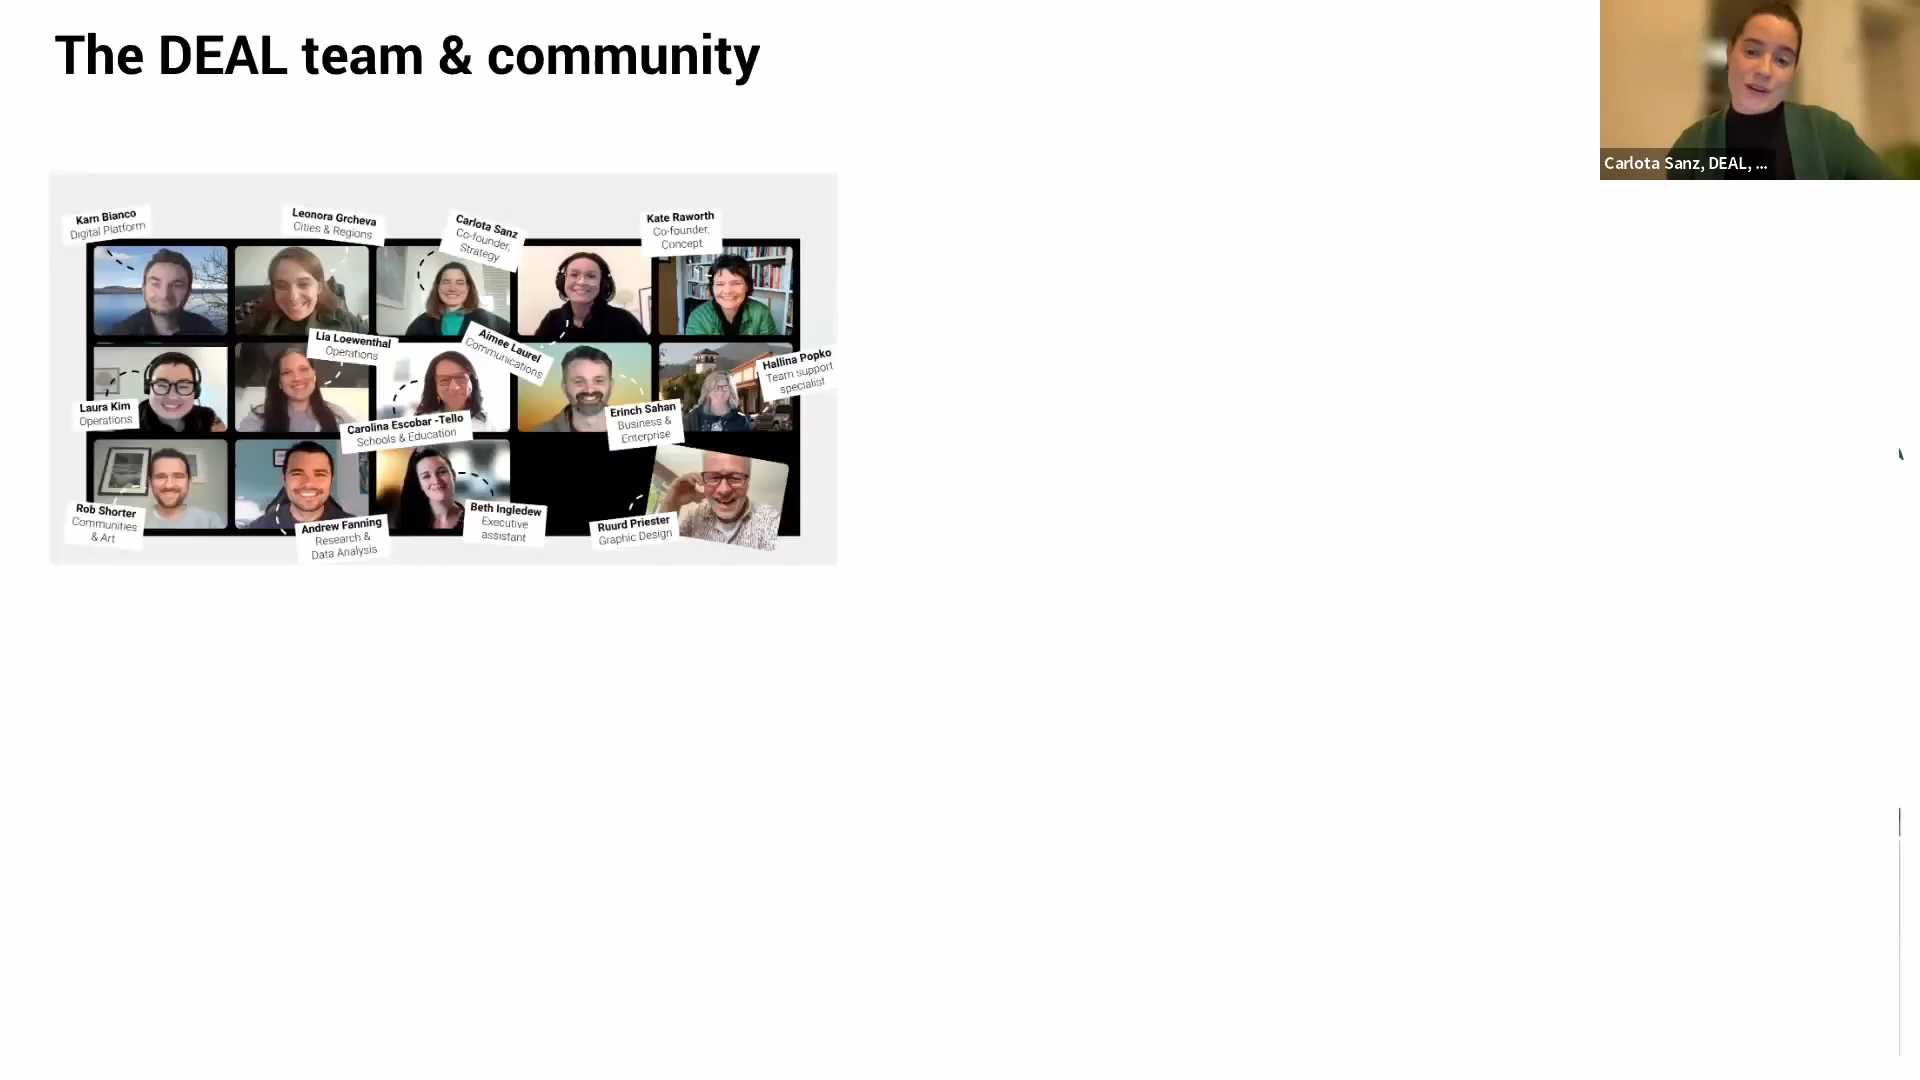 The DEAL team & community
Carlota Sanz, DEAL, ...
Karn Bianco
Digital Platform
Leonora Grcheva
Cities & Regions
Carlota Sanz
Co-founder,
Strategy
Kate Raworth
Co-founder,
Concept
Lia Loewenthal
Operations
Aimee Laurel
Communications
Hallina Popko
Team support
specialist
Laura Kim
Operations
Carolina Escobar -Tello
Schools & Education
Erinch Sahan
Business &
Enterprise
Rob Shorter
Communities
& Art
Andrew Fanning
Research &
Data Analysis
Beth Ingledew
Executive
assistant
Ruurd Priester
Graphic Design